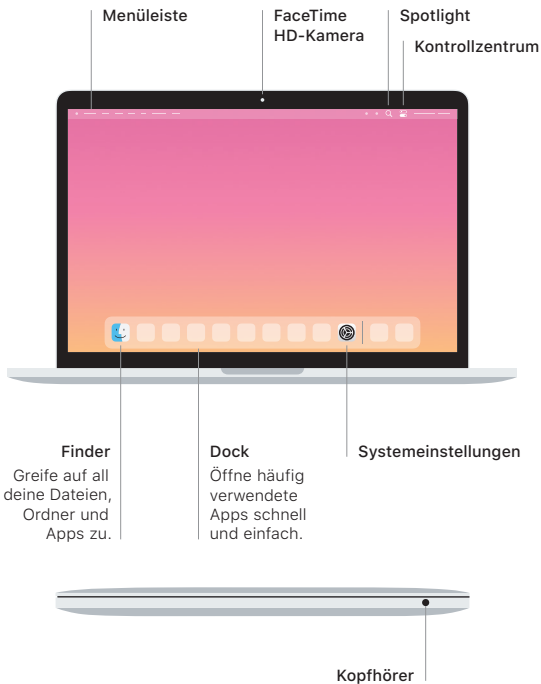 Menüleiste
FaceTime
HD-Kamera
Spotlight
Kontrollzentrum
Finder
Greife auf all
deine Dateien,
Ordner und
Apps zu.
Dock
Öffne häufig
verwendete
Apps schnell
und einfach.
Systemeinstellungen
Kopfhörer